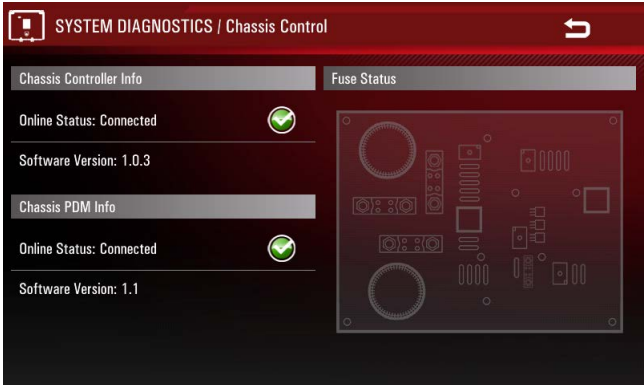 SYSTEM DIAGNOSTICS / Chassis Control
Chassis Controller Info
Online Status: Connected
Software Version: 1.0.3
Chassis PDM Info
Online Status: Connected
Software Version: 1.1
Fuse Status